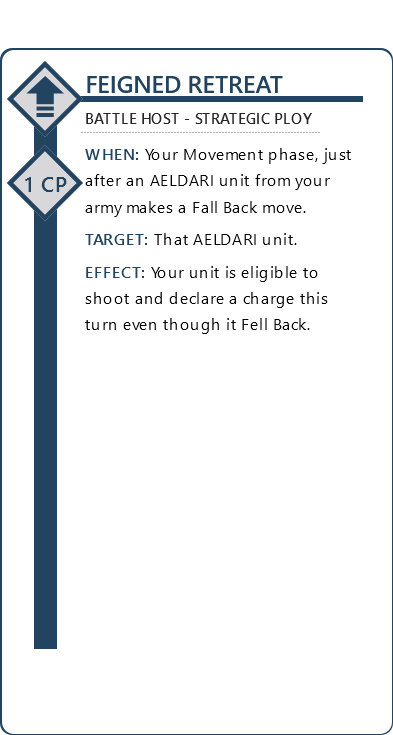 FEIGNED RETREAT
BATTLE HOST - STRATEGIC PLOY
1 CP
WHEN: Your Movement phase, just
after an AELDARI unit from your
army makes a Fall Back move.
TARGET: That AELDARI unit.
EFFECT: Your unit is eligible to
shoot and declare a charge this
turn even though it Fell Back.